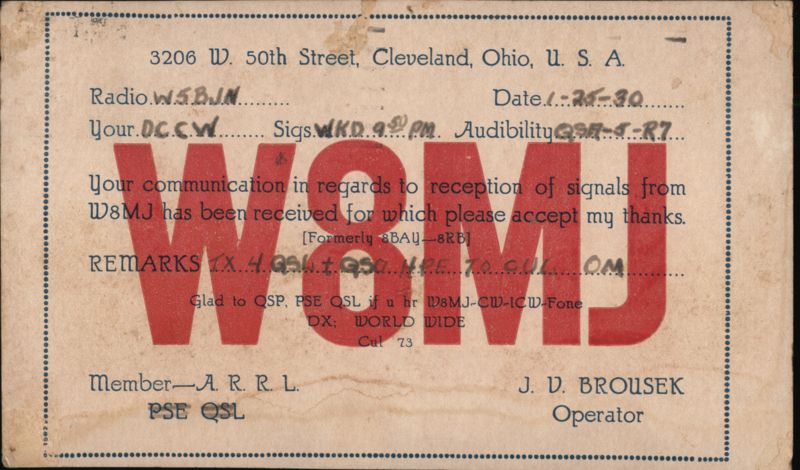 3206 W. 50th Street, Cleveland, Ohio, U. S. A.
Radio W5BJN Date 1-25-30
Your DCCW Sigs WKD 9:50 PM. Audibility QSA-5-R7
W8MJ
Your communication in regards to reception of signals from
W8MJ has been received for which please accept my thanks.
[Formerly 8BAY—8RB]
REMARKS TX 4 QSL + QSO HPE TO CUL OM
Glad to QSP, PSE QSL if u hr W8MJ-CW-ICW-Fone
DX; WORLD WIDE
Cul 73
Member—A. R. R. L. J. V. BROUSEK
PSE QSL Operator